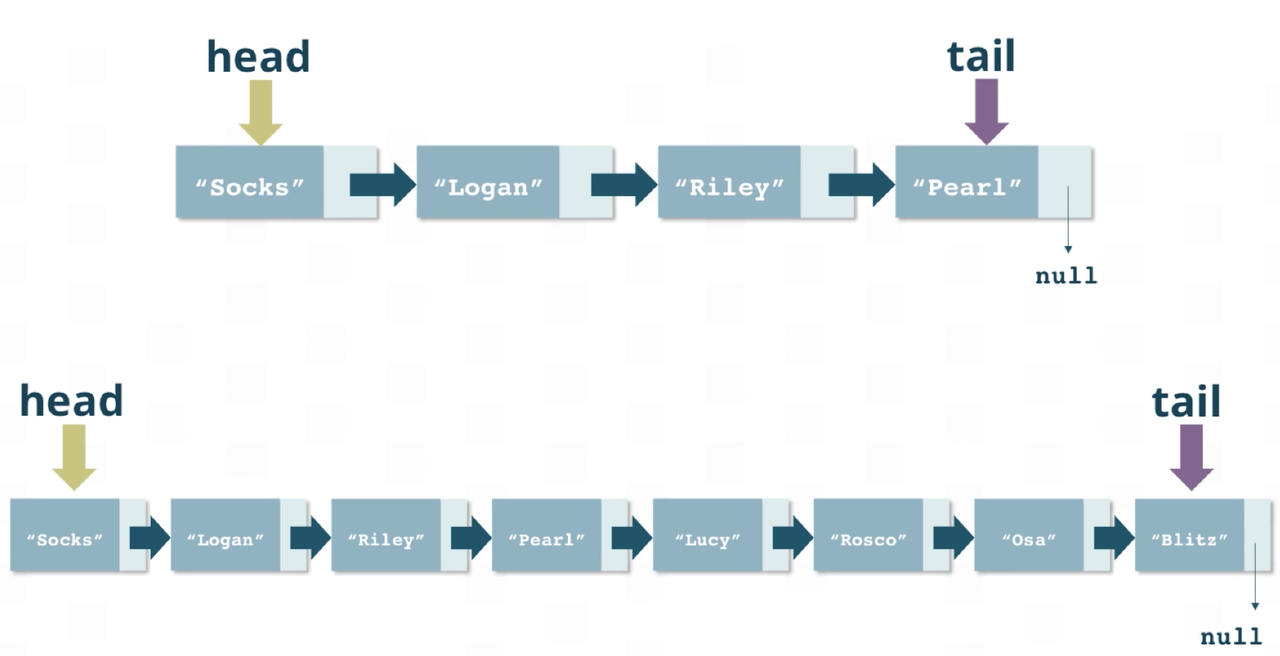 head
tail
“Socks”
“Logan”
“Riley”
“Pearl”
null
head
tail
“Socks”
“Logan”
“Riley”
“Pearl”
“Lucy”
“Rosco”
“Osa”
“Blitz”
null